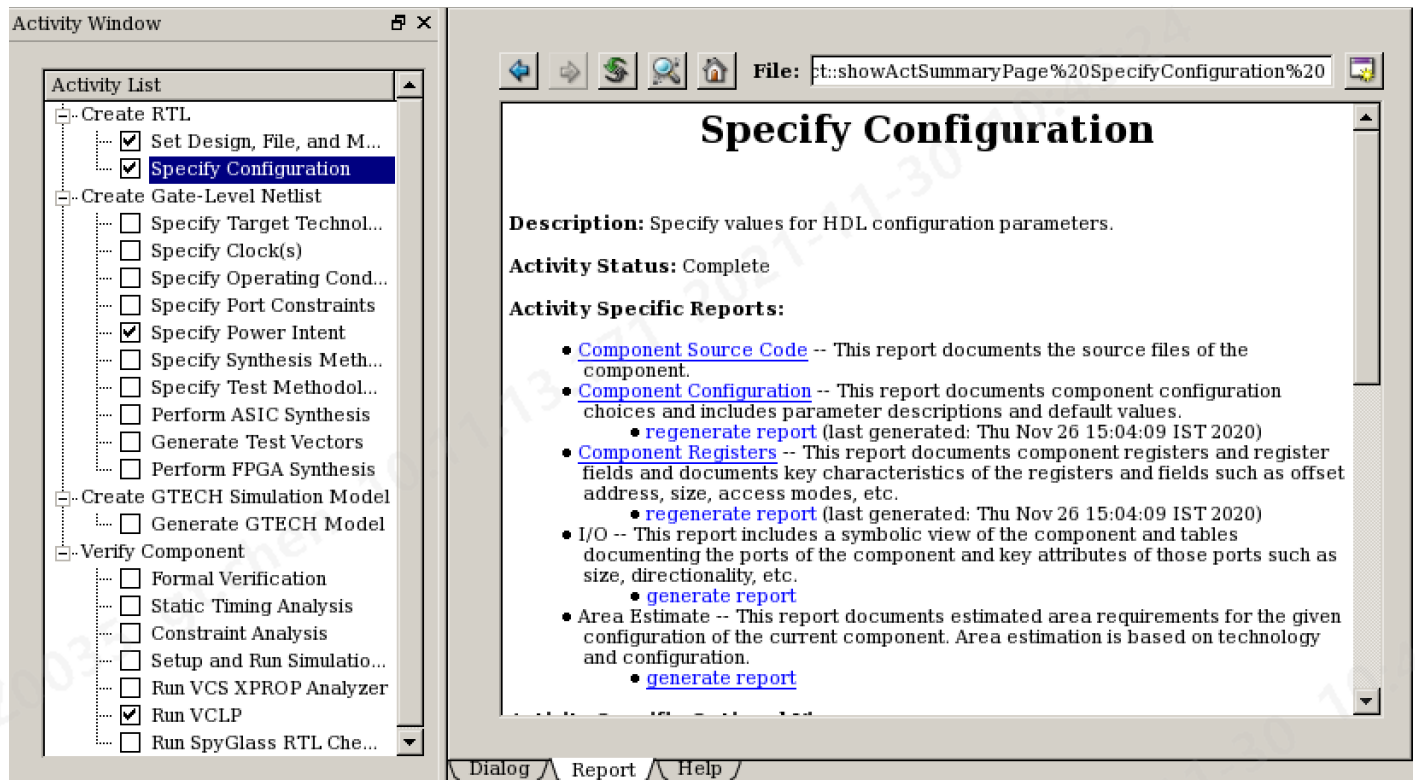 Activity Window
Activity List
Create RTL
Set Design, File, and M...
Specify Configuration
Create Gate-Level Netlist
Specify Target Technol...
Specify Clock(s)
Specify Operating Cond...
Specify Port Constraints
Specify Power Intent
Specify Synthesis Meth...
Specify Test Methodol...
Perform ASIC Synthesis
Generate Test Vectors
Perform FPGA Synthesis
Create GTECH Simulation Model
Generate GTECH Model
Verify Component
Formal Verification
Static Timing Analysis
Constraint Analysis
Setup and Run Simulatio...
Run VCS XPROP Analyzer
Run VCLP
Run SpyGlass RTL Che...
File: ct::showActSummaryPage%20SpecifyConfiguration%20
Specify Configuration
Description: Specify values for HDL configuration parameters.
Activity Status: Complete
Activity Specific Reports:
• Component Source Code -- This report documents the source files of the
component.
• Component Configuration -- This report documents component configuration
choices and includes parameter descriptions and default values.
• regenerate report (last generated: Thu Nov 26 15:04:09 IST 2020)
• Component Registers -- This report documents component registers and register
fields and documents key characteristics of the registers and fields such as offset
address, size, access modes, etc.
• regenerate report (last generated: Thu Nov 26 15:04:09 IST 2020)
• I/O -- This report includes a symbolic view of the component and tables
documenting the ports of the component and key attributes of those ports such as
size, directionality, etc.
• generate report
• Area Estimate -- This report documents estimated area requirements for the given
configuration of the current component. Area estimation is based on technology
and configuration.
• generate report
Dialog Report Help